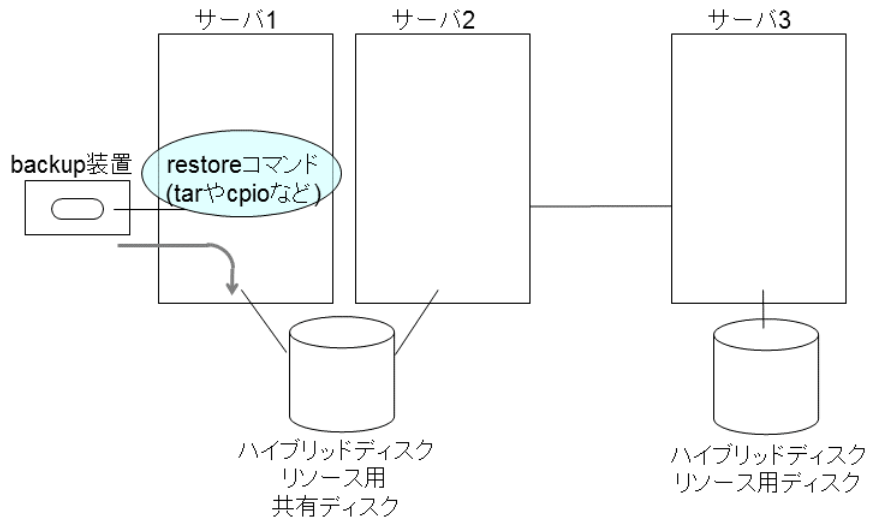 サーバ1
サーバ2
サーバ3
backup装置
restoreコマンド
(tarやcpioなど)
ハイブリッドディスク
リソース用
共有ディスク
ハイブリッドディスク
リソース用ディスク